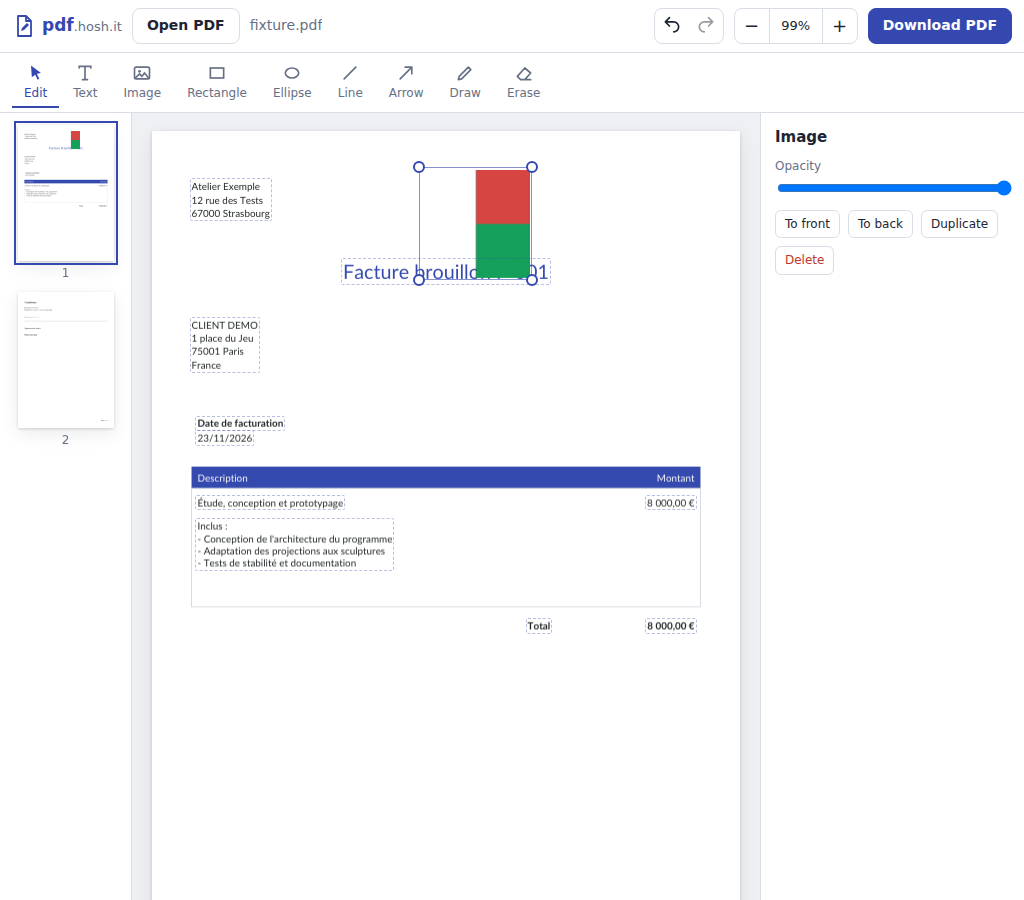 pdf.hosh.it
Open PDF
fixture.pdf
99%
Download PDF
Edit
Text
Image
Rectangle
Ellipse
Line
Arrow
Draw
Erase
1
2
Atelier Exemple
12 rue des Tests
67000 Strasbourg
Facture brouillon
01
CLIENT DEMO
1 place du Jeu
75001 Paris
France
Date de facturation
23/11/2026
Description Montant
Étude, conception et prototypage 8 000,00 €
Inclus :
- Conception de l'architecture du programme
- Adaptation des projections aux sculptures
- Tests de stabilité et documentation
Total 8 000,00 €
Image
Opacity
To front
To back
Duplicate
Delete